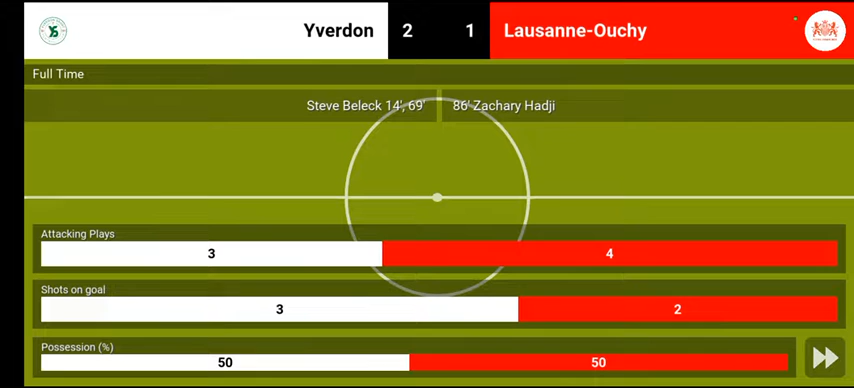 Yverdon 2 1 Lausanne-Ouchy
Full Time
Steve Beleck 14', 69' 86' Zachary Hadji
Attacking Plays
3 4
Shots on goal
3 2
Possession (%)
50 50